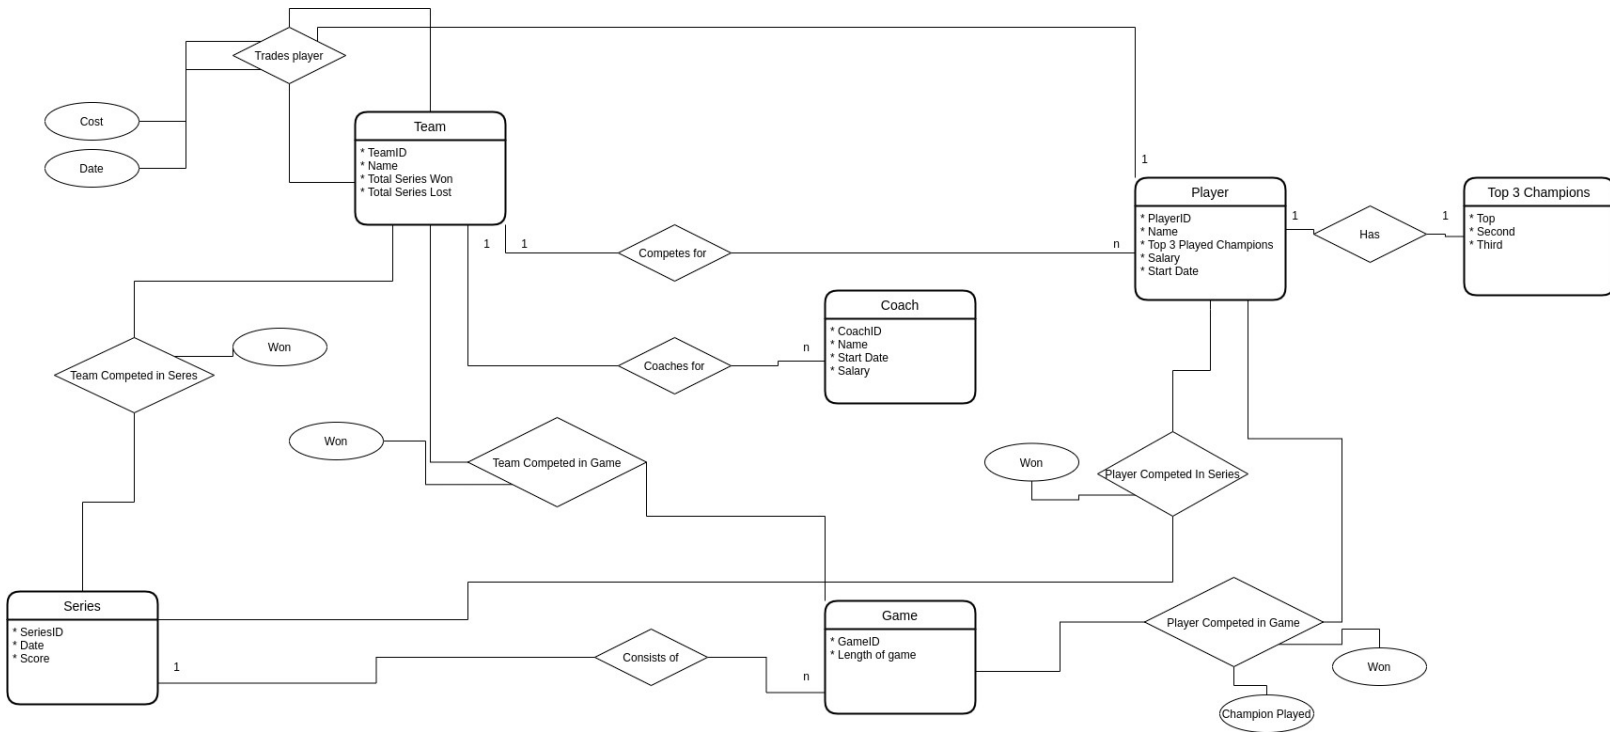 Trades player
Cost
Date
Team
* TeamID
* Name
* Total Series Won
* Total Series Lost
1
Player
* PlayerID
* Name
* Top 3 Played Champions
* Salary
* Start Date
1
Has
1
Top 3 Champions
* Top
* Second
* Third
1
1
Competes for
n
Coach
* CoachID
* Name
* Start Date
* Salary
Coaches for
n
Won
Team Competed in Seres
Won
Team Competed in Game
Won
Player Competed In Series
Series
* SeriesID
* Date
* Score
1
Consists of
n
Game
* GameID
* Length of game
Player Competed in Game
Won
Champion Played